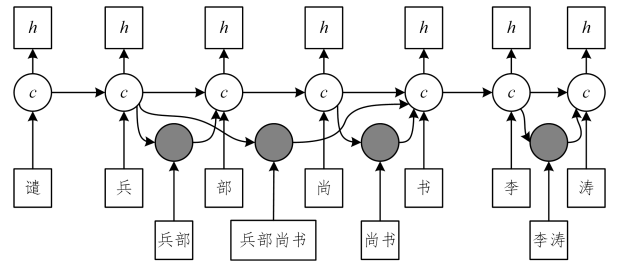 h h h h h h h
c c c c c c c
谴 兵 部 尚 书 李 涛
兵部 兵部尚书 尚书 李涛